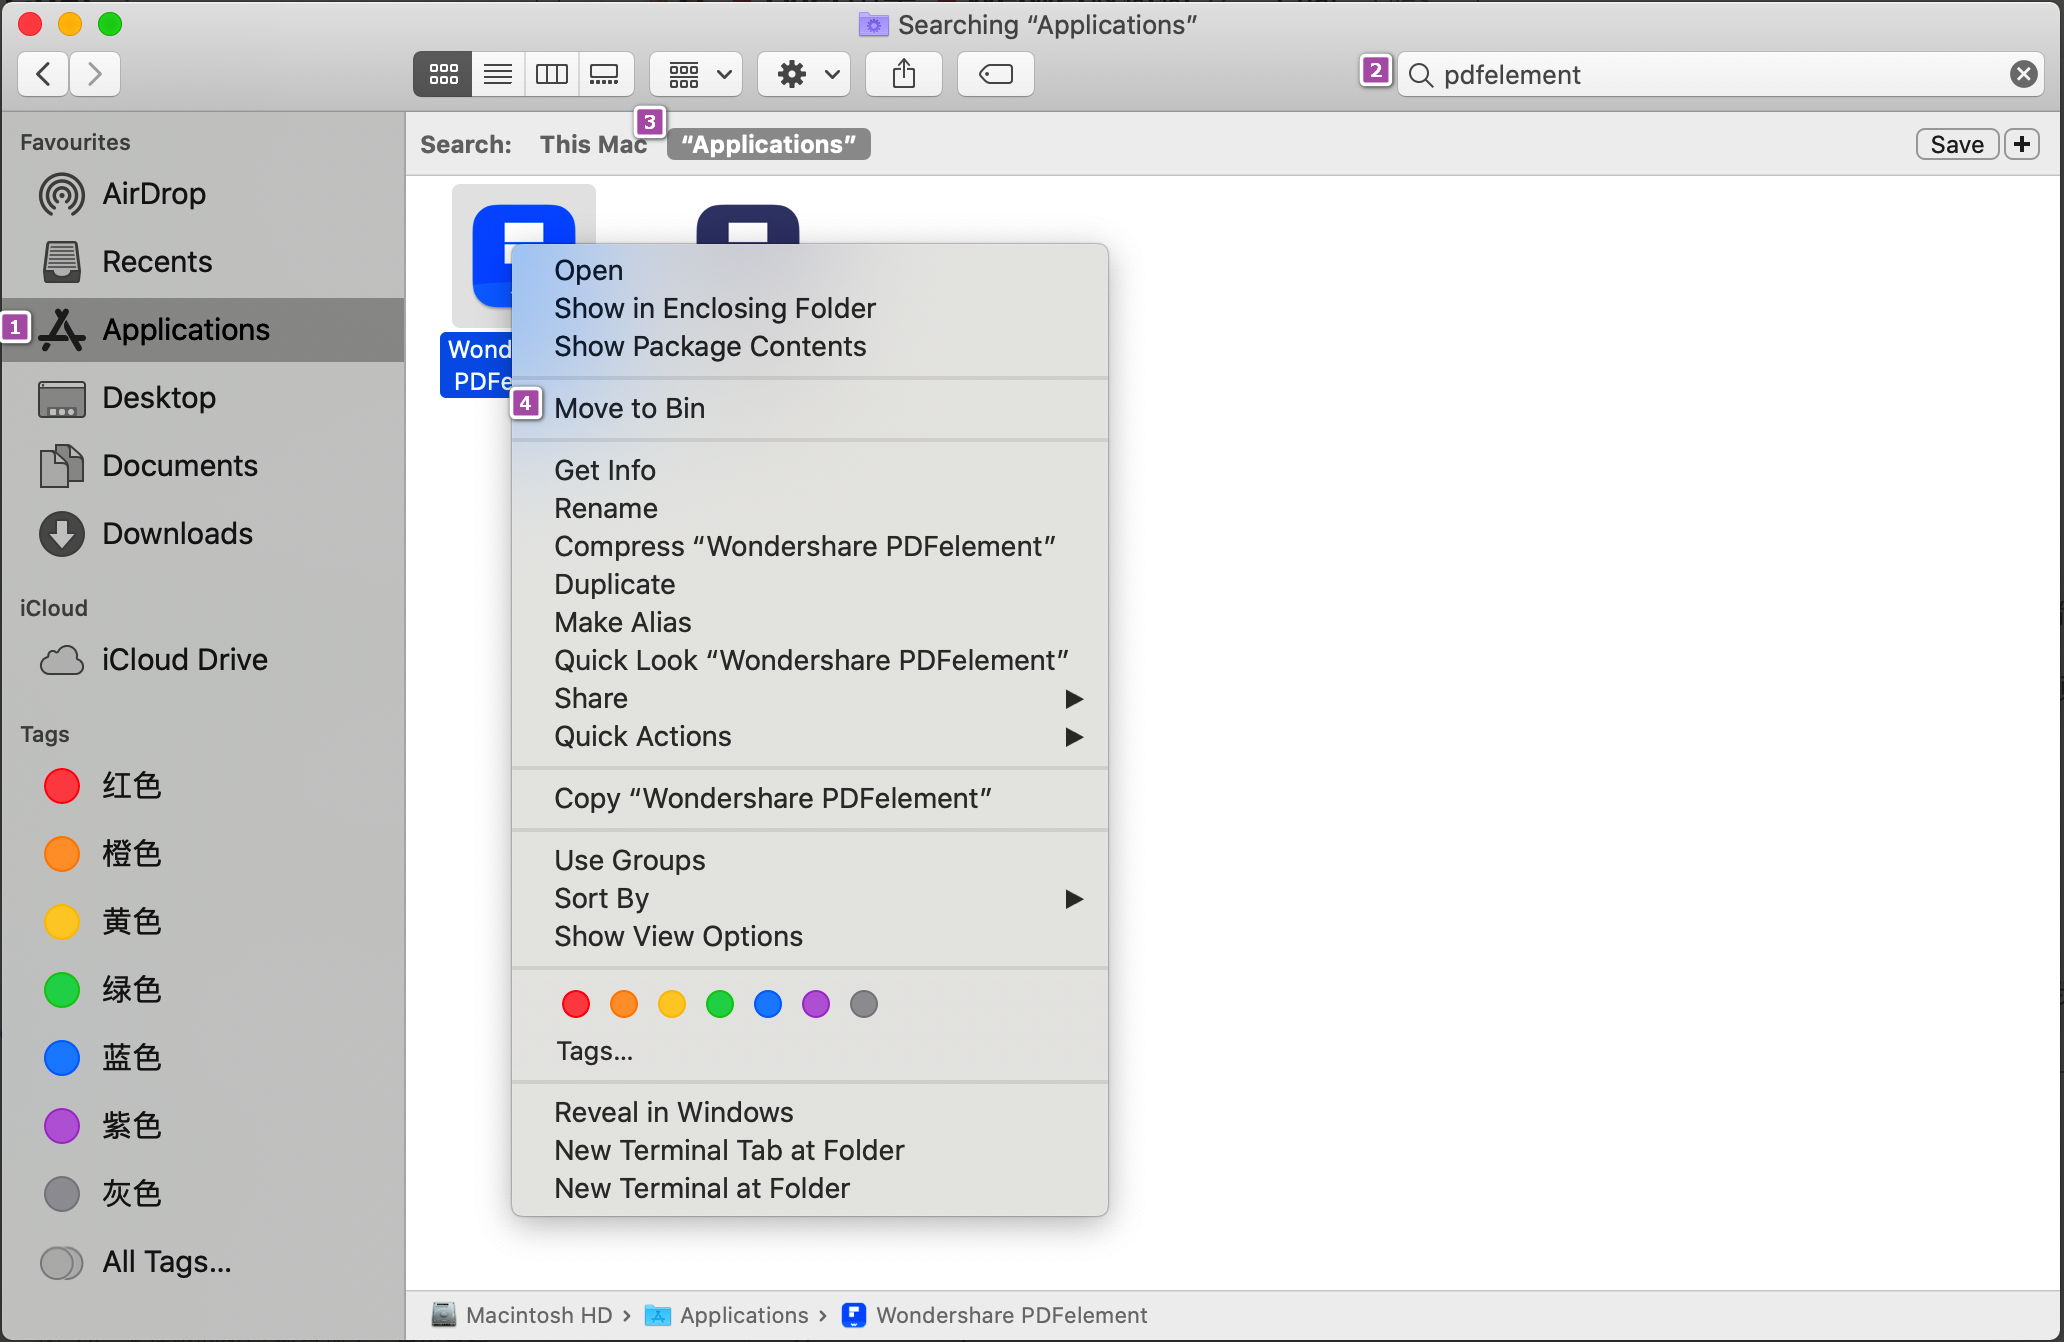 Searching “Applications”
2
pdfelement
3
Search:
This Mac
“Applications”
Save
+
Favourites
AirDrop
Recents
1
Applications
Desktop
Documents
Downloads
iCloud
iCloud Drive
Tags
红色
橙色
黄色
绿色
蓝色
紫色
灰色
All Tags...
Open
Show in Enclosing Folder
Show Package Contents
4
Move to Bin
Get Info
Rename
Compress “Wondershare PDFelement”
Duplicate
Make Alias
Quick Look “Wondershare PDFelement”
Share
Quick Actions
Copy “Wondershare PDFelement”
Use Groups
Sort By
Show View Options
Tags...
Reveal in Windows
New Terminal Tab at Folder
New Terminal at Folder
Macintosh HD › Applications › Wondershare PDFelement